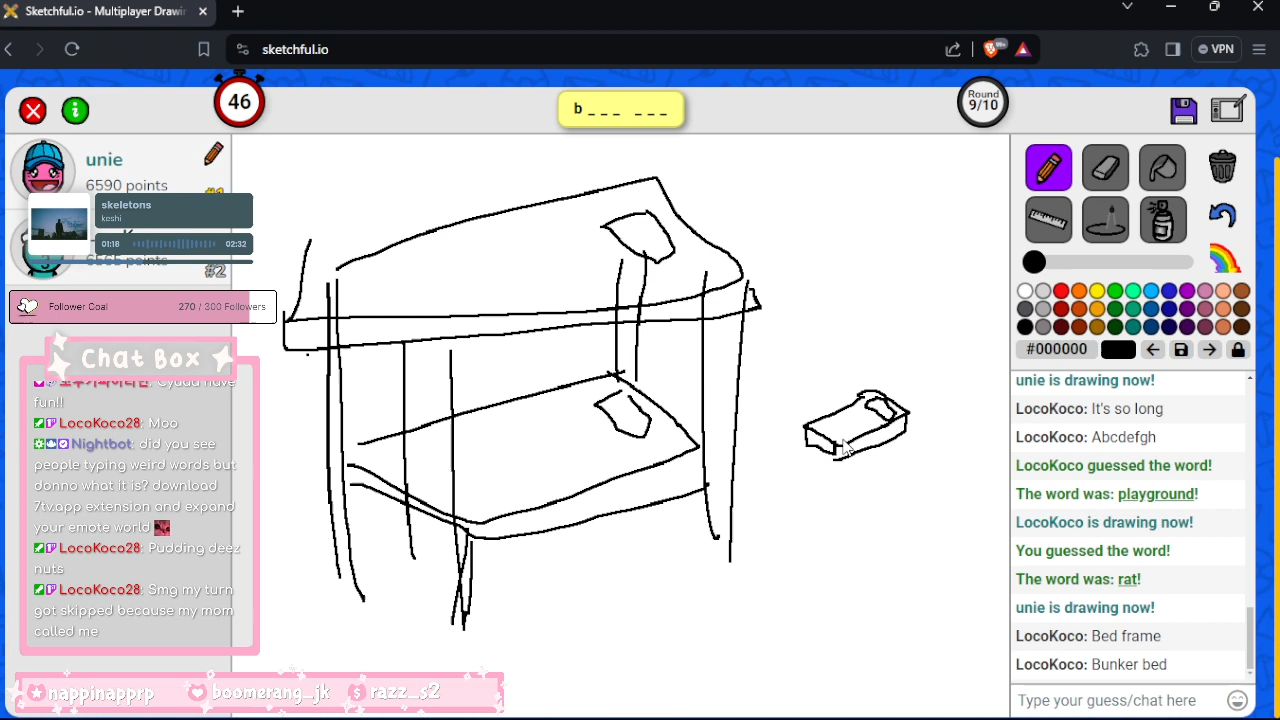 Sketchful.io - Multiplayer Drawi
sketchful.io
VPN
46
b _ _ _ _ _ _
Round
9/10
unie
6590 points
#1
skeletons
keshi
01:18
02:32
6565 points
#2
Follower Goal
270 / 300 Followers
Chat Box
Cyuuu have
fun!!
LocoKoco28: Moo
Nightbot: did you see
people typing weird words but
donno what it is? download
7tv.app extension and expand
your emote world
LocoKoco28: Pudding deez
nuts
LocoKoco28: Smg my turn
got skipped because my mom
called me
nappinapprp
boomerang_jk
razz_s2
#000000
unie is drawing now!
LocoKoco: It's so long
LocoKoco: Abcdefgh
LocoKoco guessed the word!
The word was: playground!
LocoKoco is drawing now!
You guessed the word!
The word was: rat!
unie is drawing now!
LocoKoco: Bed frame
LocoKoco: Bunker bed
Type your guess/chat here